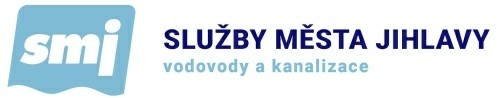 smj
SLUŽBY MĚSTA JIHLAVY
vodovody a kanalizace